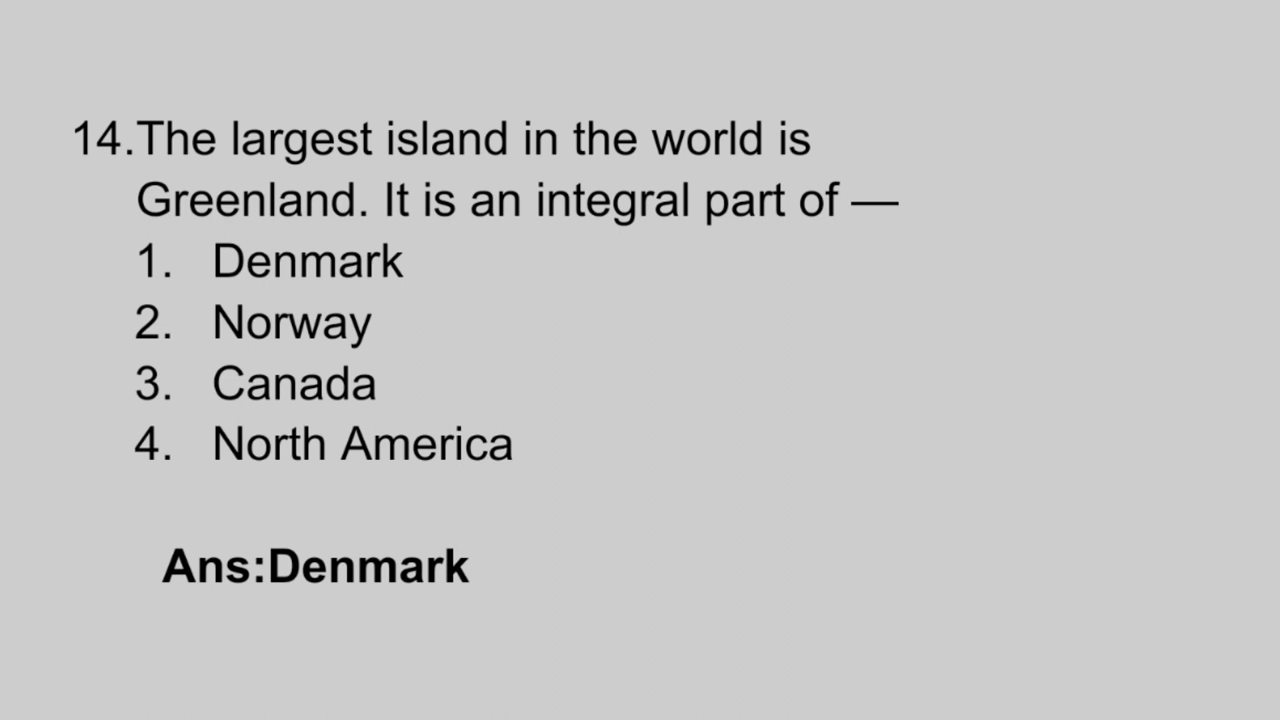 14.The largest island in the world is
Greenland. It is an integral part of —
1. Denmark
2. Norway
3. Canada
4. North America
Ans:Denmark